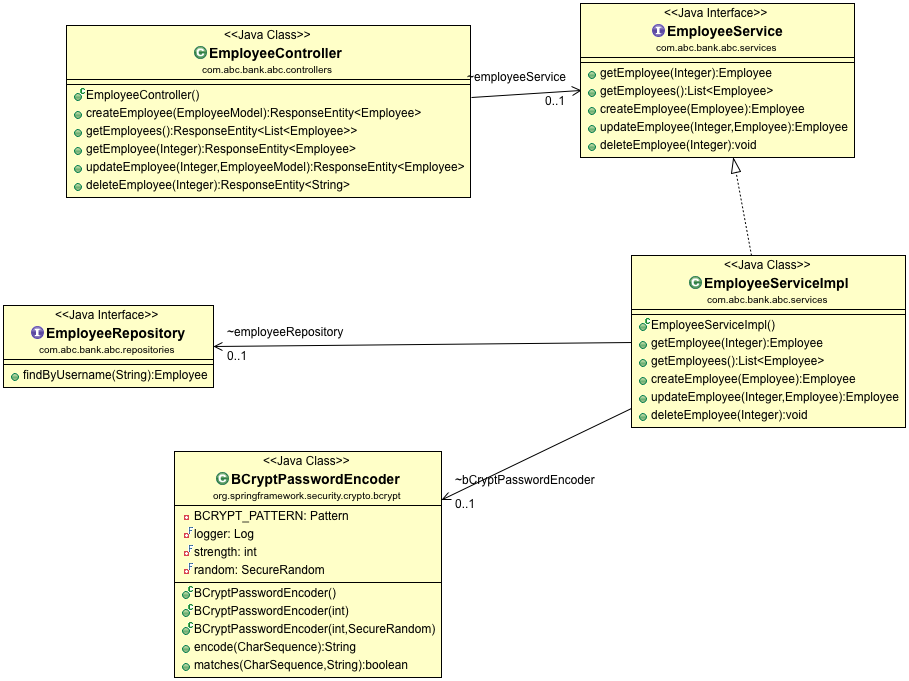 <<Java Class>>
EmployeeController
com.abc.bank.abc.controllers
EmployeeController()
createEmployee(EmployeeModel):ResponseEntity<Employee>
getEmployees():ResponseEntity<List<Employee>>
getEmployee(Integer):ResponseEntity<Employee>
updateEmployee(Integer,EmployeeModel):ResponseEntity<Employee>
deleteEmployee(Integer):ResponseEntity<String>
~employeeService
0..1
<<Java Interface>>
EmployeeService
com.abc.bank.abc.services
getEmployee(Integer):Employee
getEmployees():List<Employee>
createEmployee(Employee):Employee
updateEmployee(Integer,Employee):Employee
deleteEmployee(Integer):void
<<Java Class>>
EmployeeServiceImpl
com.abc.bank.abc.services
EmployeeServiceImpl()
getEmployee(Integer):Employee
getEmployees():List<Employee>
createEmployee(Employee):Employee
updateEmployee(Integer,Employee):Employee
deleteEmployee(Integer):void
<<Java Interface>>
EmployeeRepository
com.abc.bank.abc.repositories
findByUsername(String):Employee
~employeeRepository
0..1
<<Java Class>>
BCryptPasswordEncoder
org.springframework.security.crypto.bcrypt
BCRYPT_PATTERN: Pattern
logger: Log
strength: int
random: SecureRandom
BCryptPasswordEncoder()
BCryptPasswordEncoder(int)
BCryptPasswordEncoder(int,SecureRandom)
encode(CharSequence):String
matches(CharSequence,String):boolean
~bCryptPasswordEncoder
0..1